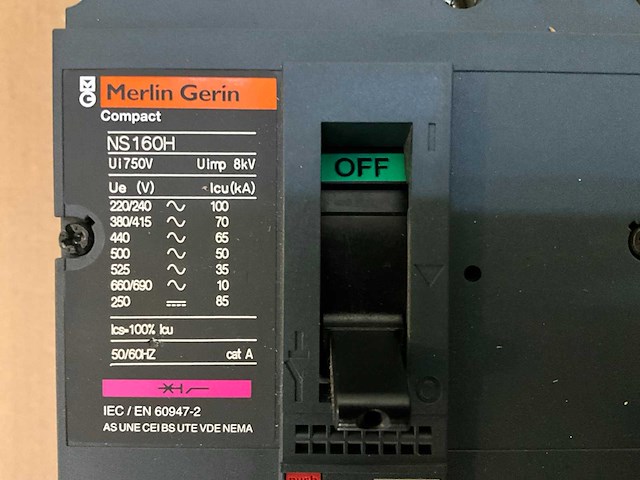 MG Merlin Gerin
Compact
NS160H
Ui750V Uimp 8kV
Ue (V) Icu(kA)
220/240 100
380/415 70
440 65
500 50
525 35
660/690 10
250 85
Ics=100% Icu
50/60HZ cat A
IEC / EN 60947-2
AS UNE CEI BS UTE VDE NEMA
OFF
push